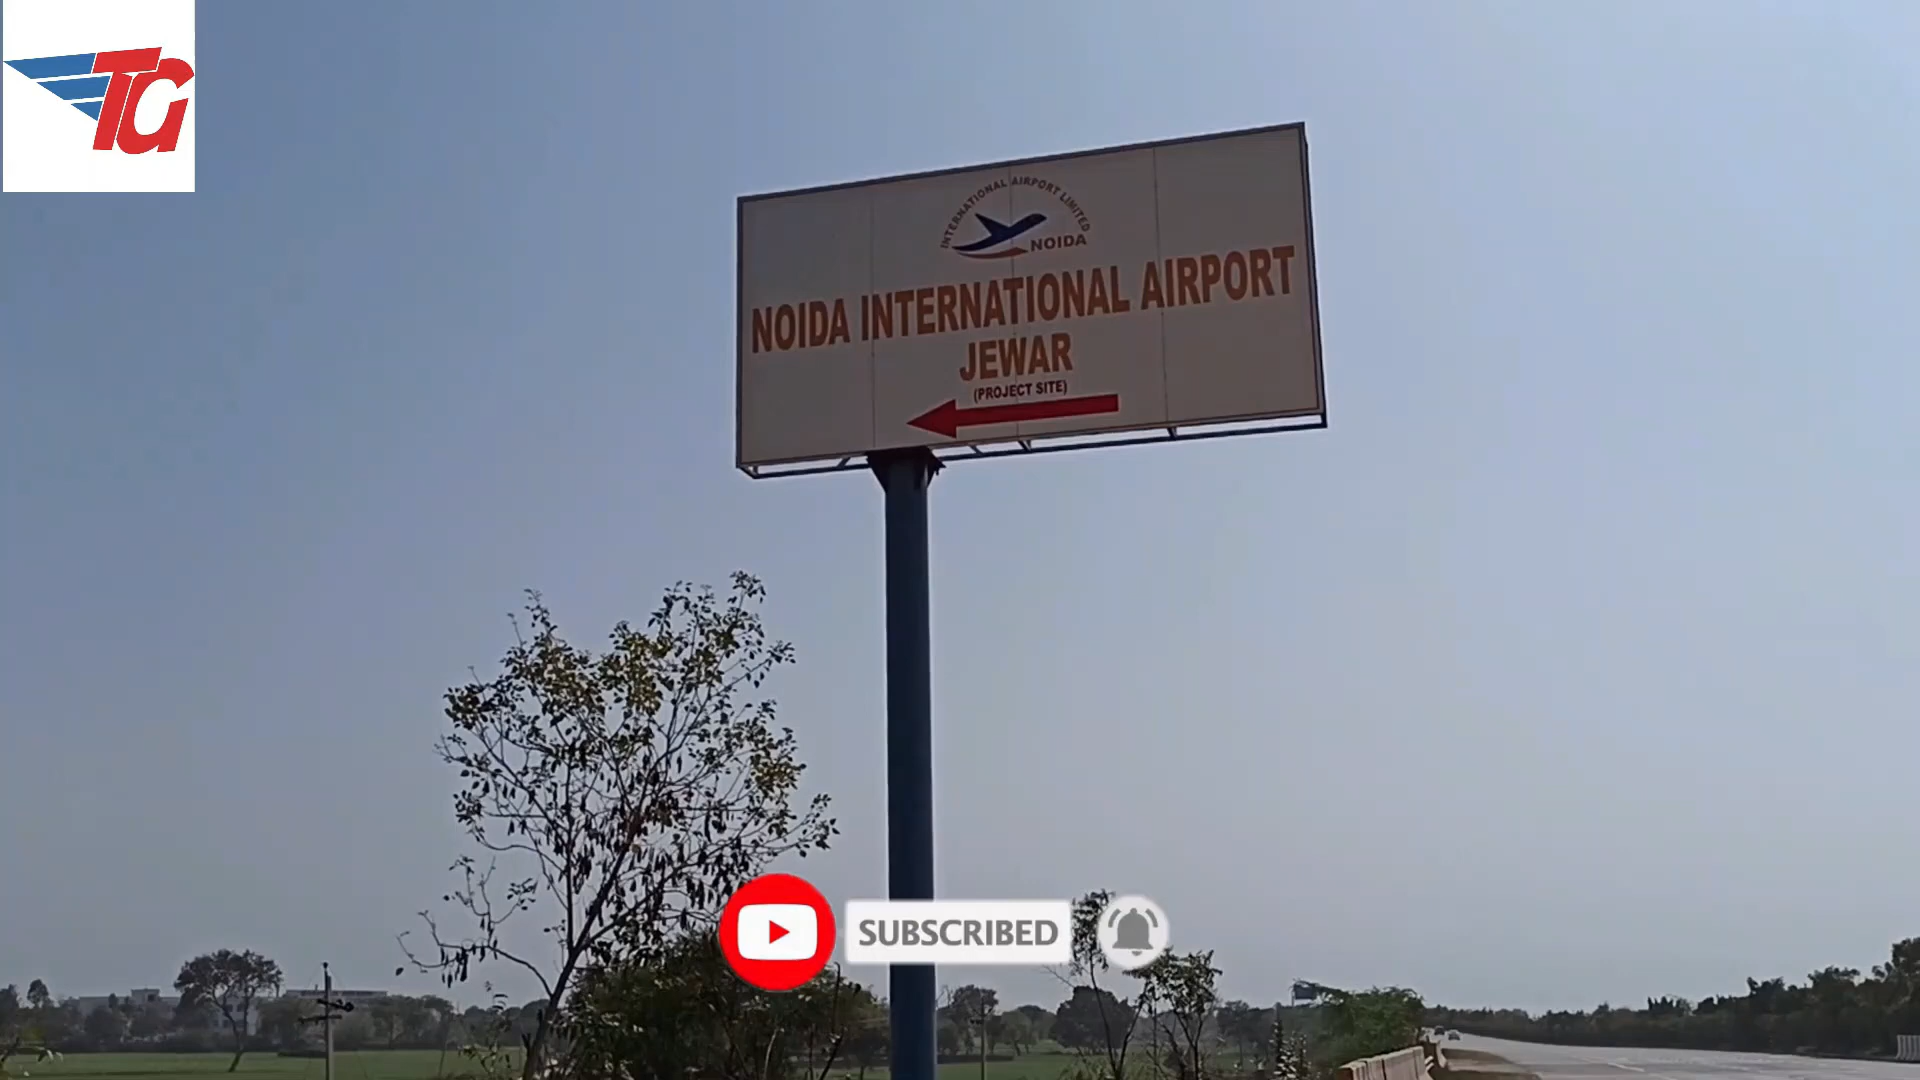 TG
INTERNATIONAL AIRPORT LIMITED
NOIDA
NOIDA INTERNATIONAL AIRPORT
JEWAR
(PROJECT SITE)
SUBSCRIBED